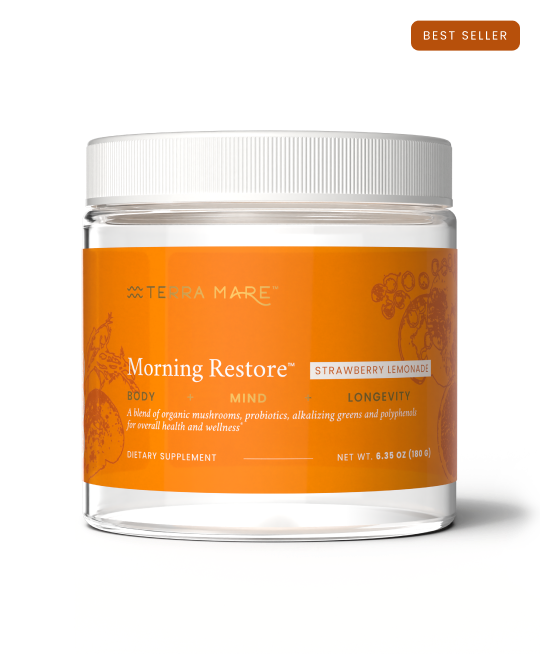 BEST SELLER
TERRA MARE™
Morning Restore™ STRAWBERRY LEMONADE
BODY + MIND + LONGEVITY
A blend of organic mushrooms, probiotics, alkalizing greens and polyphenols
for overall health and wellness*
DIETARY SUPPLEMENT NET WT. 6.35 OZ (180 G)